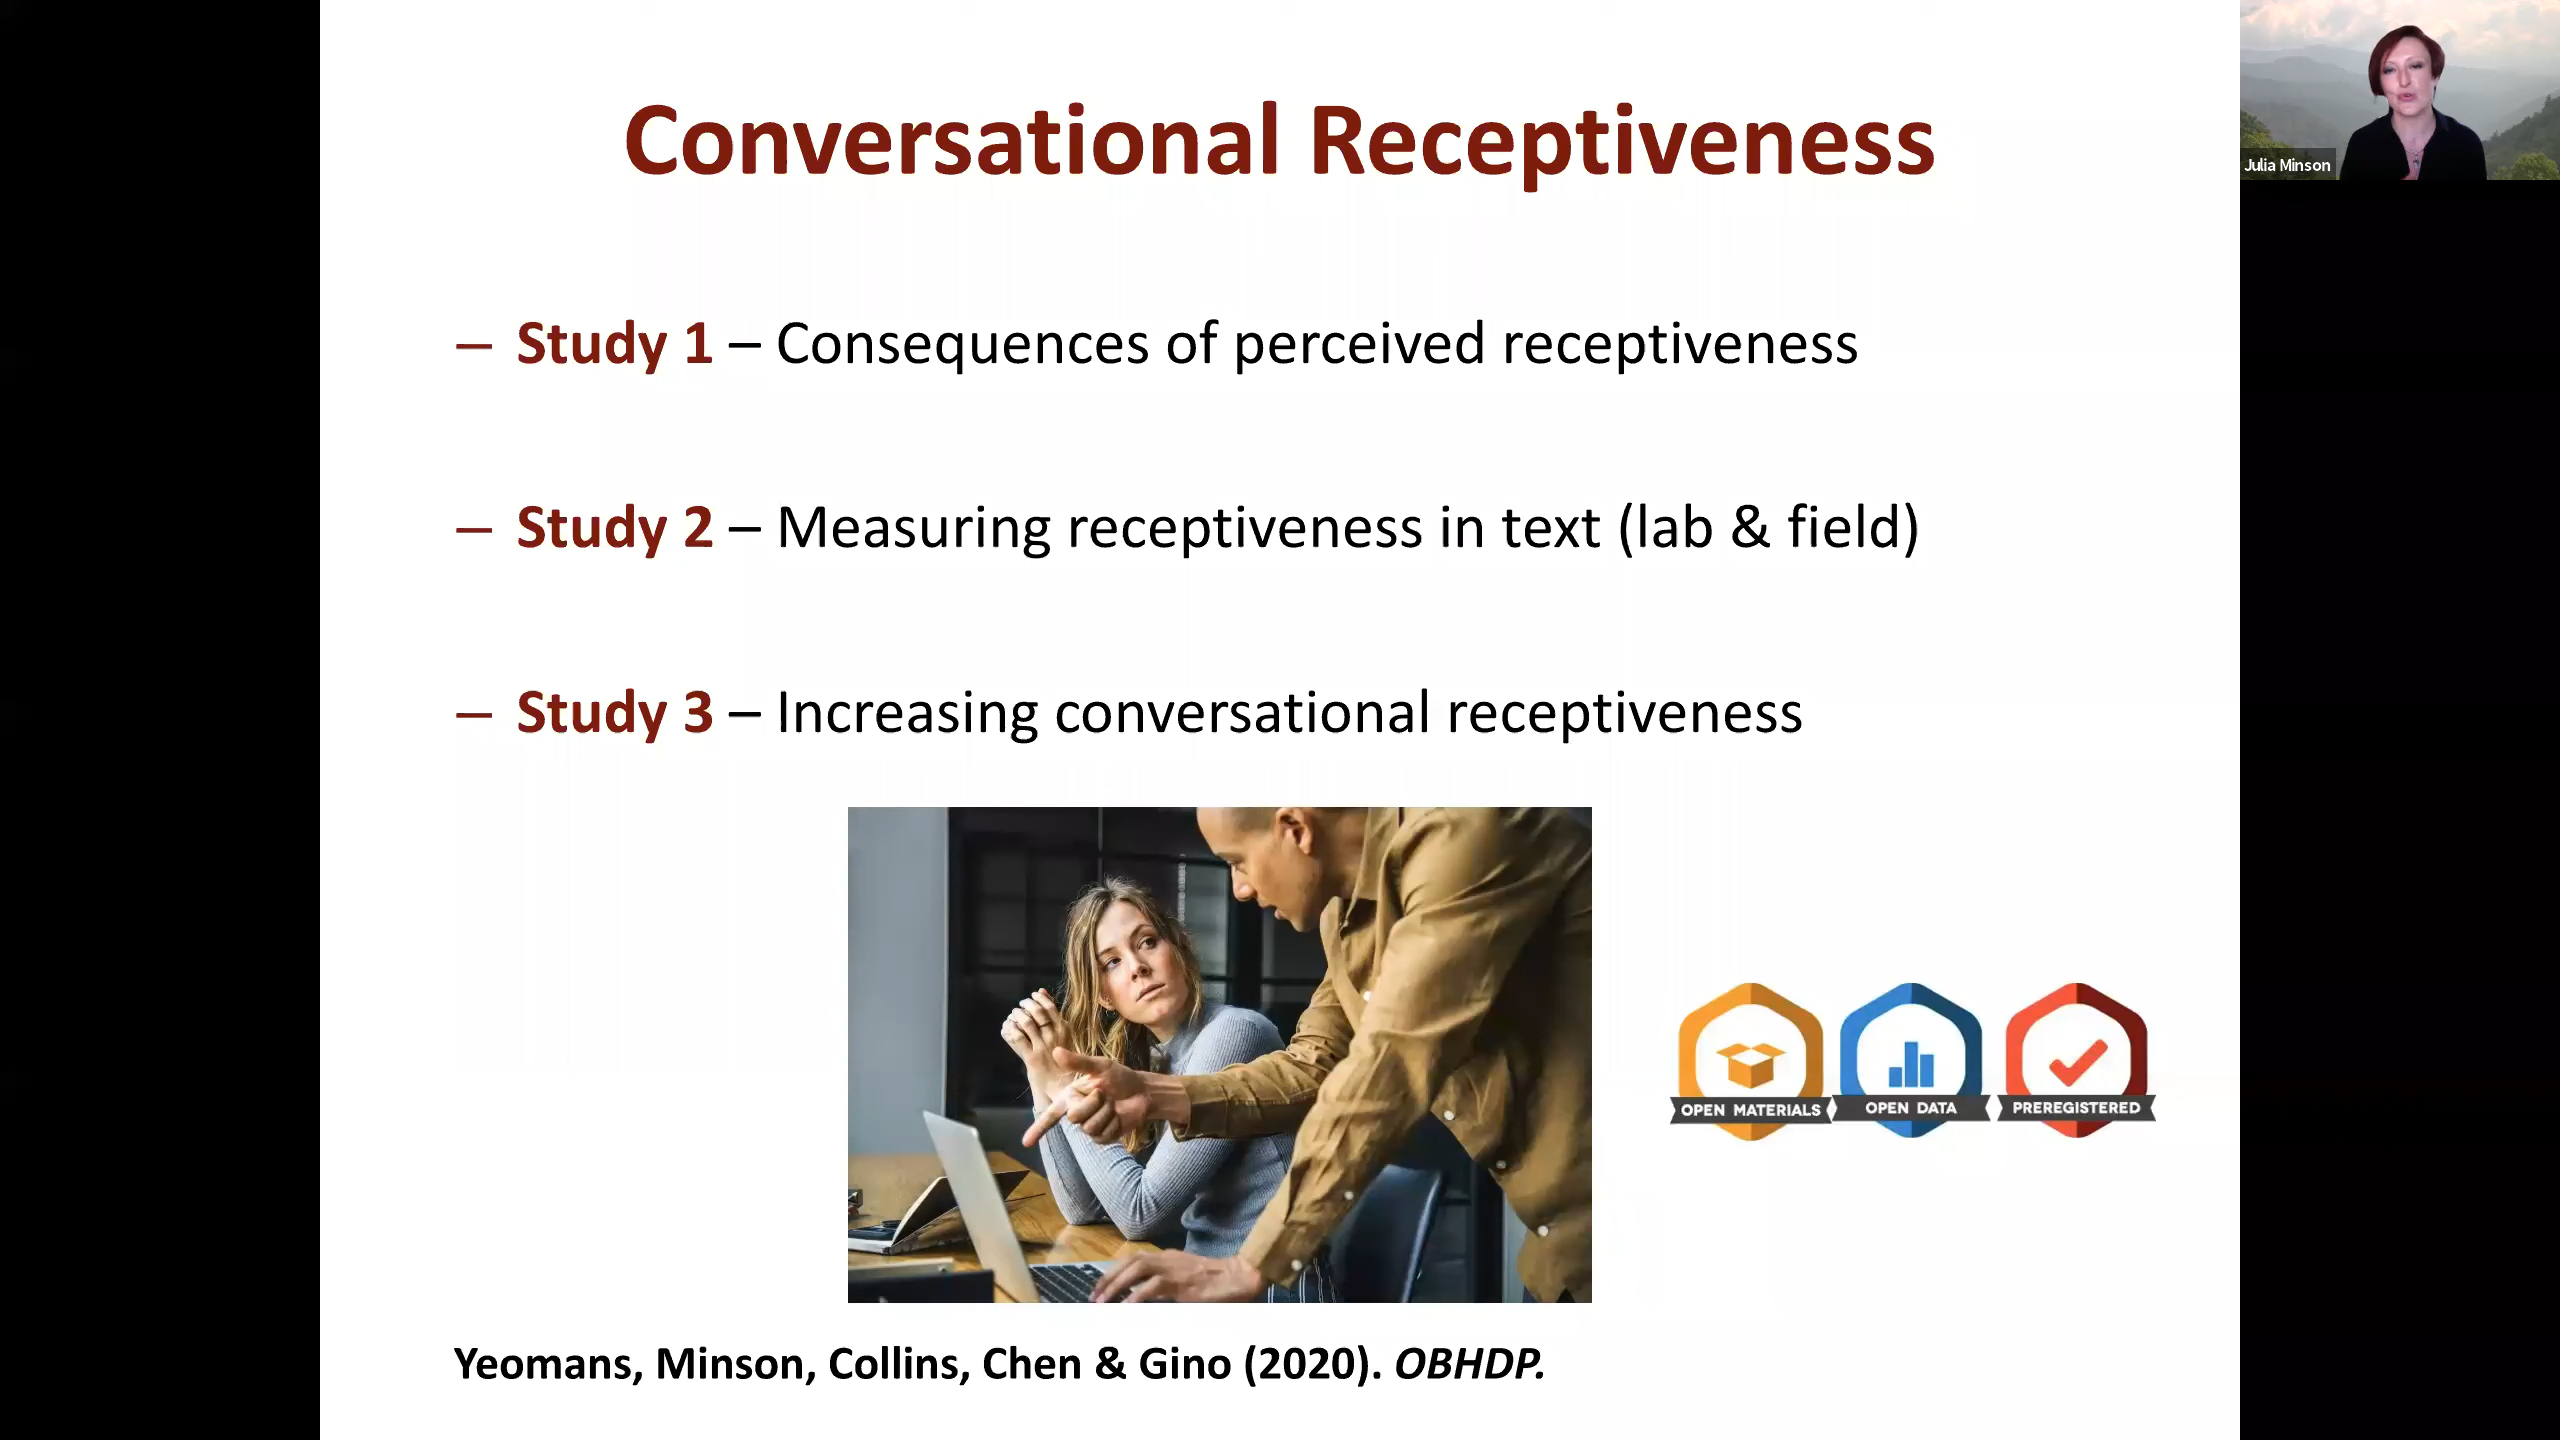 Conversational Receptiveness
Julia Minson
– Study 1 – Consequences of perceived receptiveness
– Study 2 – Measuring receptiveness in text (lab & field)
– Study 3 – Increasing conversational receptiveness
OPEN MATERIALS
OPEN DATA
PREREGISTERED
Yeomans, Minson, Collins, Chen & Gino (2020). OBHDP.